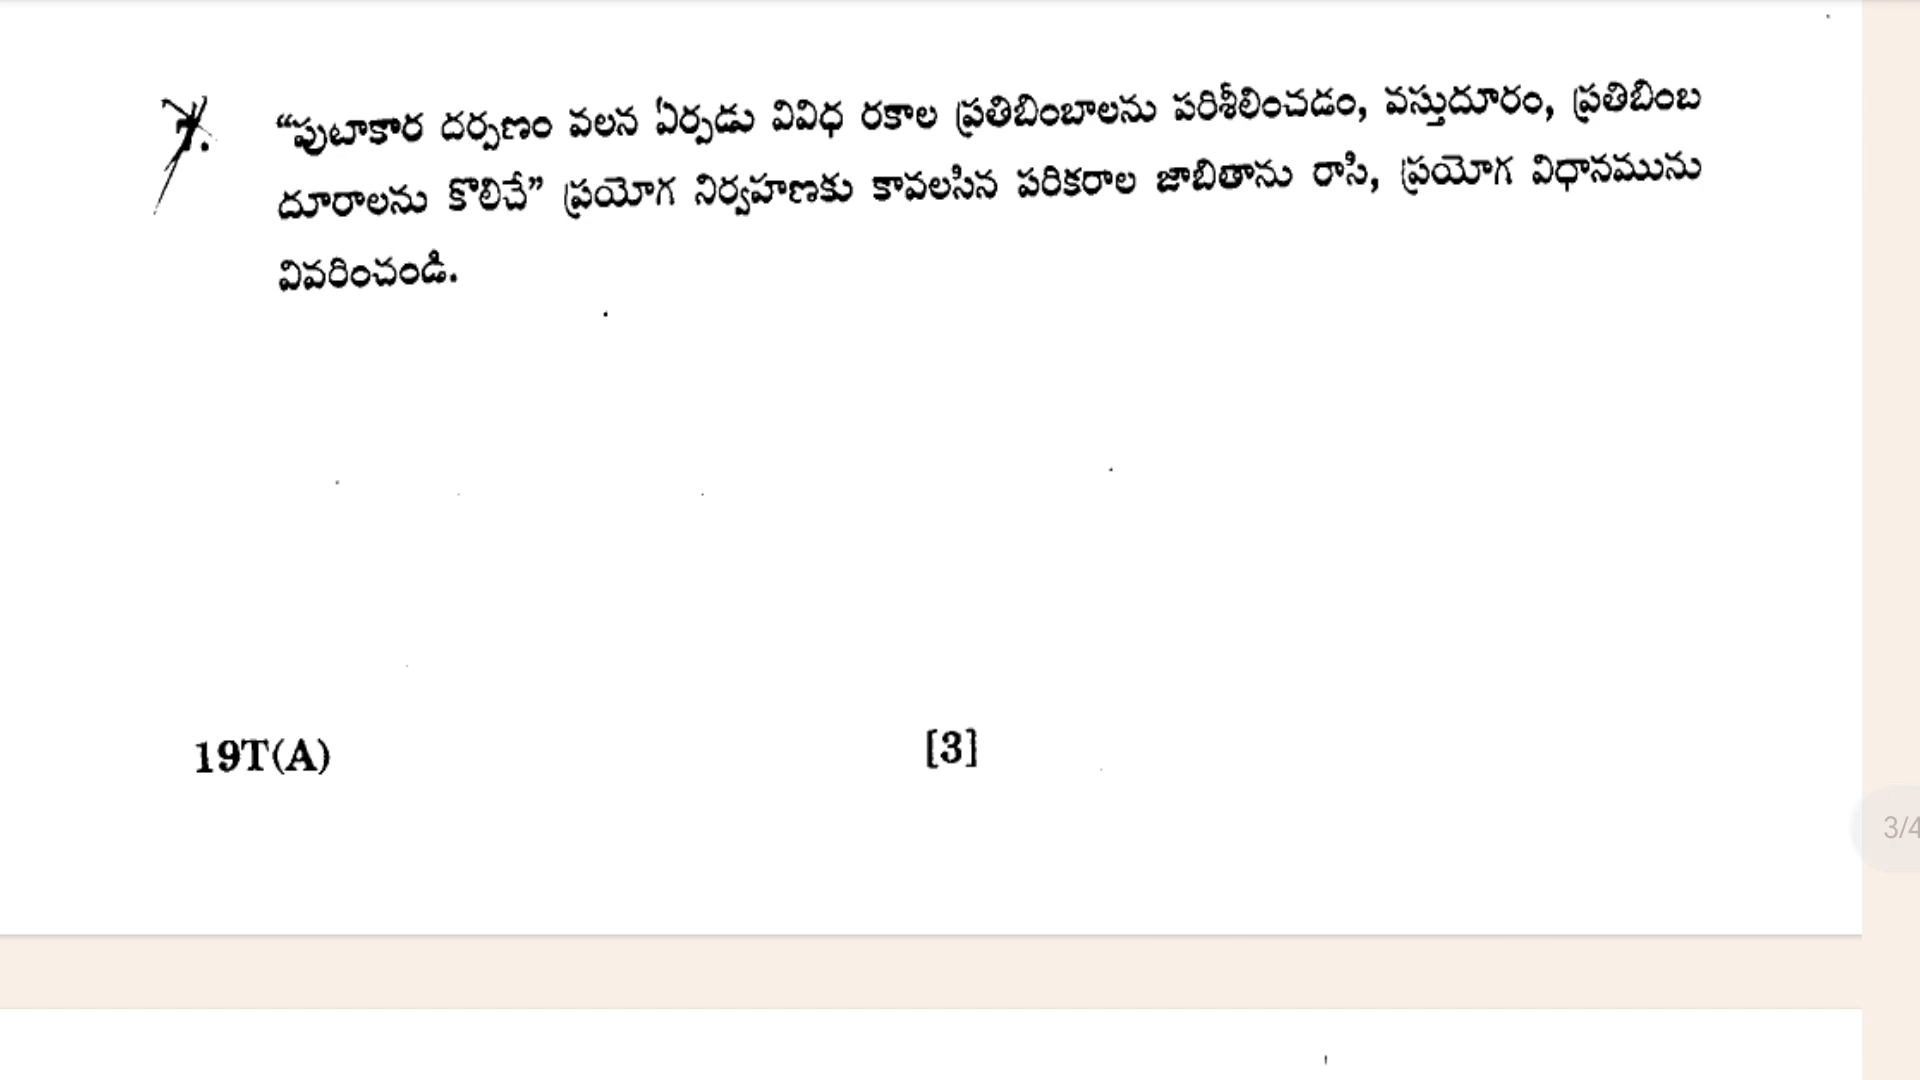 7. “పుటాకార దర్పణం వలన ఏర్పడు వివిధ రకాల ప్రతిబింబాలను పరిశీలించడం, వస్తుదూరం, ప్రతిబింబ
దూరాలను కొలిచే” ప్రయోగ నిర్వహణకు కావలసిన పరికరాల జాబితాను రాసి, ప్రయోగ విధానమును
వివరించండి.
19T(A) [3]
3/4